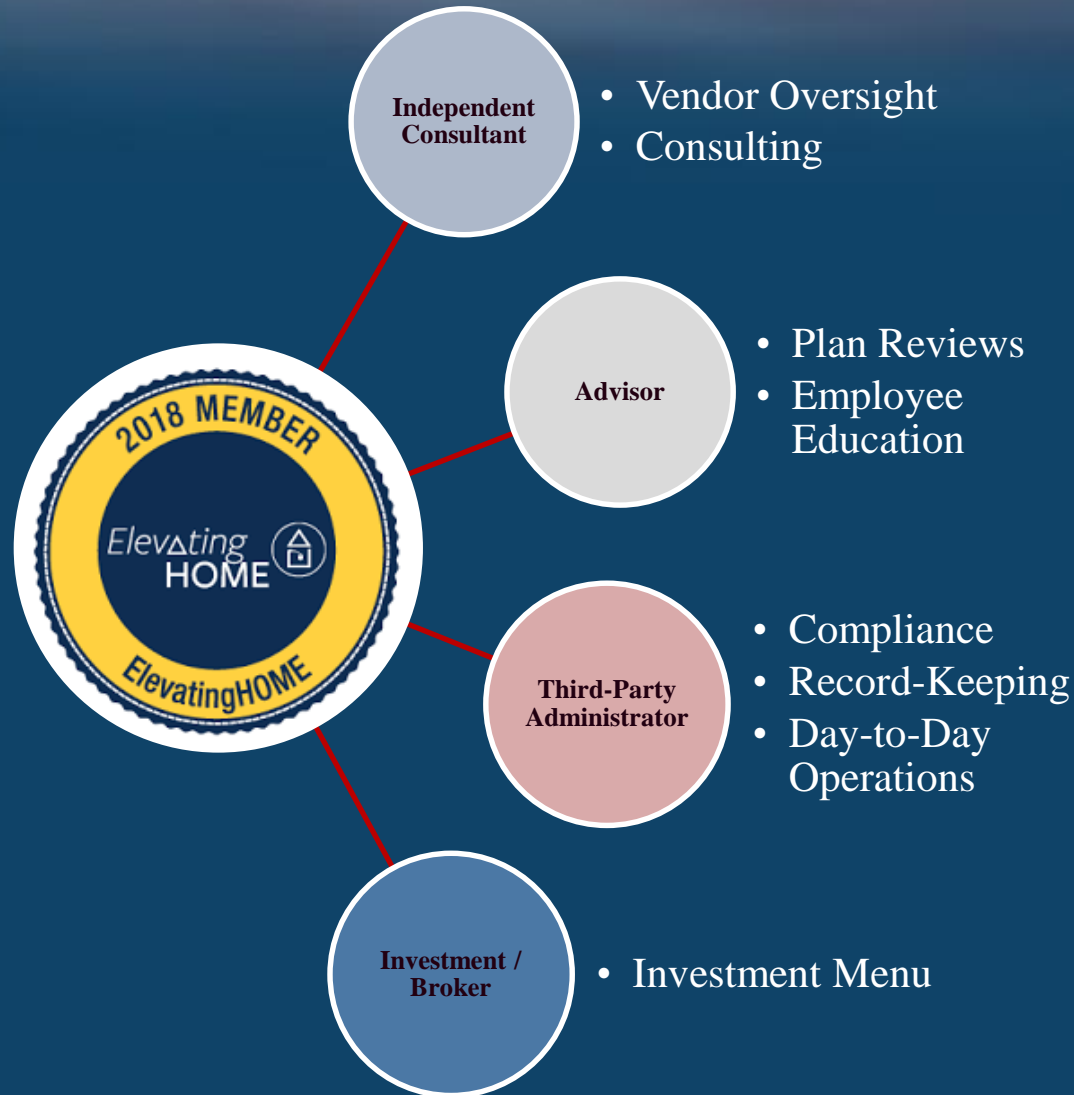 Independent
Consultant
• Vendor Oversight
• Consulting
Advisor
• Plan Reviews
• Employee
Education
2018 MEMBER
Elevating
HOME
ElevatingHOME
Third-Party
Administrator
• Compliance
• Record-Keeping
• Day-to-Day
Operations
Investment /
Broker
• Investment Menu